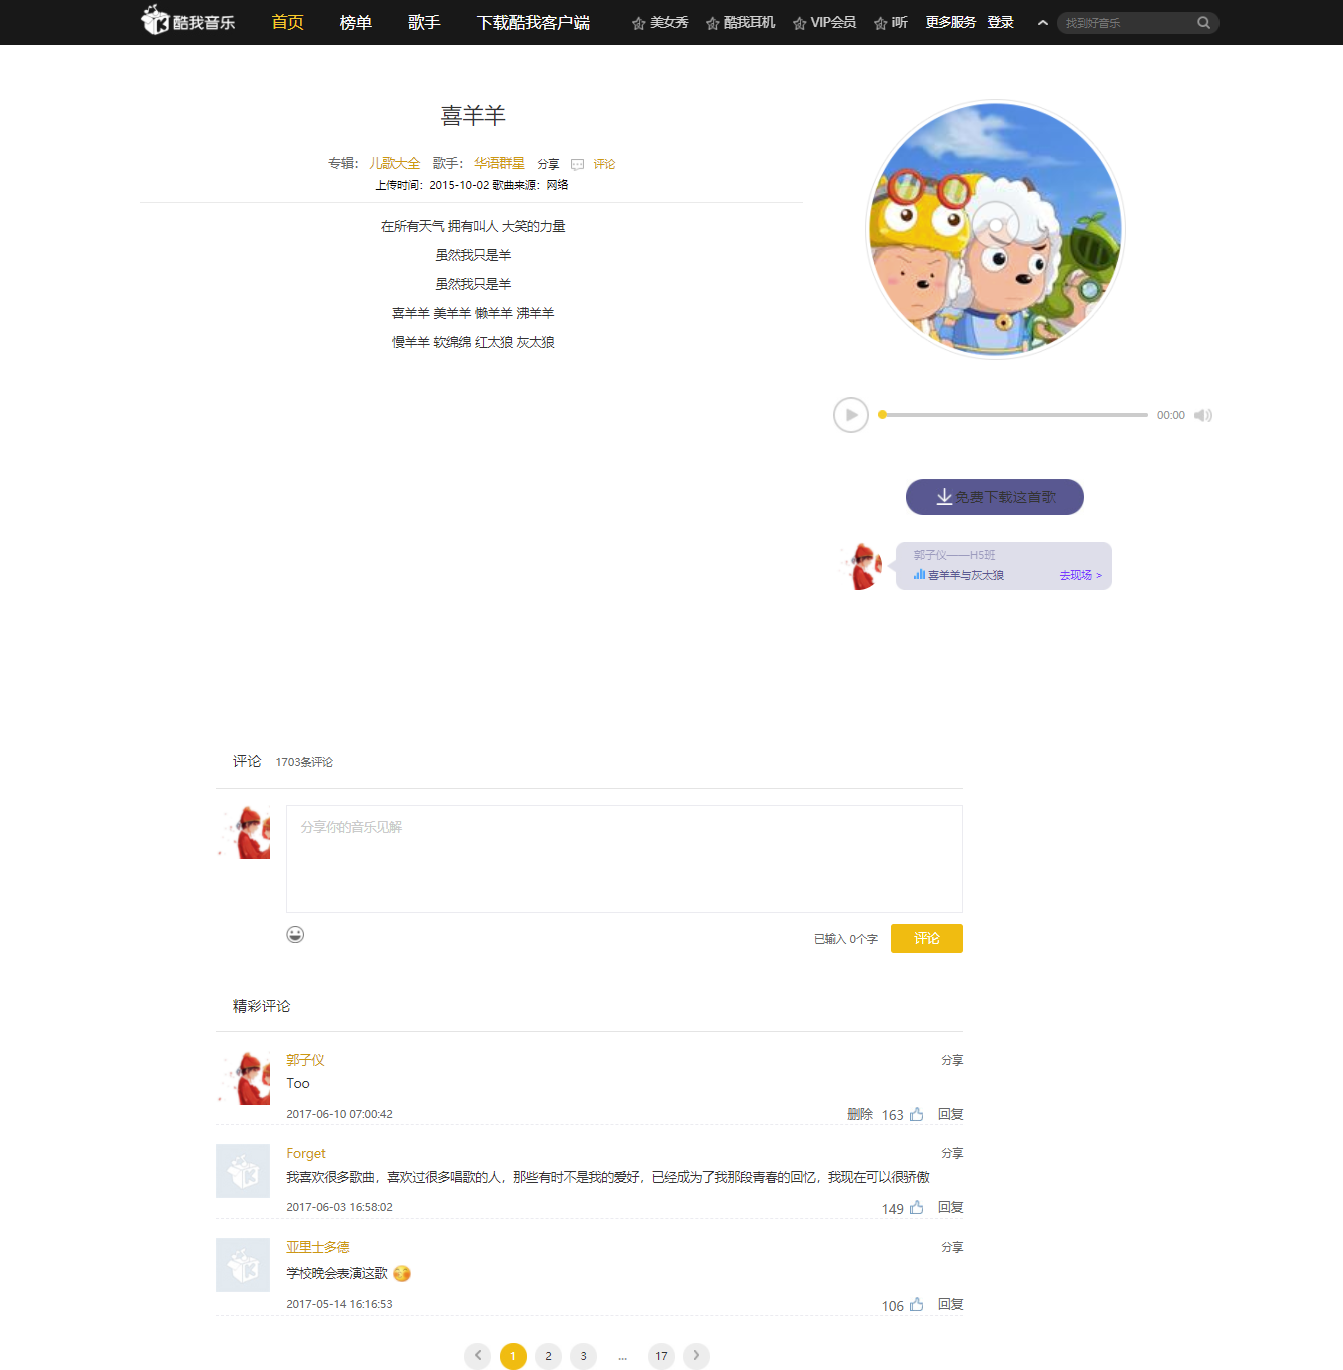 酷我音乐 首页 榜单 歌手 下载酷我客户端 美女秀 酷我耳机 VIP会员 i听 更多服务 登录 找到好音乐
喜羊羊
专辑: 儿歌大全 歌手: 华语群星 分享 评论
上传时间: 2015-10-02 歌曲来源: 网络
在所有天气 拥有叫人 大笑的力量
虽然我只是羊
虽然我只是羊
喜羊羊 美羊羊 懒羊羊 沸羊羊
慢羊羊 软绵绵 红太狼 灰太狼
00:00
免费下载这首歌
郭子仪——H5班
喜羊羊与灰太狼 去现场 >
评论 1703条评论
分享你的音乐见解
已输入 0个字 评论
精彩评论
郭子仪 分享
Too
2017-06-10 07:00:42 删除 163 回复
Forget 分享
我喜欢很多歌曲，喜欢过很多唱歌的人，那些有时不是我的爱好，已经成为了我那段青春的回忆，我现在可以很骄傲
2017-06-03 16:58:02 149 回复
亚里士多德 分享
学校晚会表演这歌
2017-05-14 16:16:53 106 回复
1 2 3 ... 17